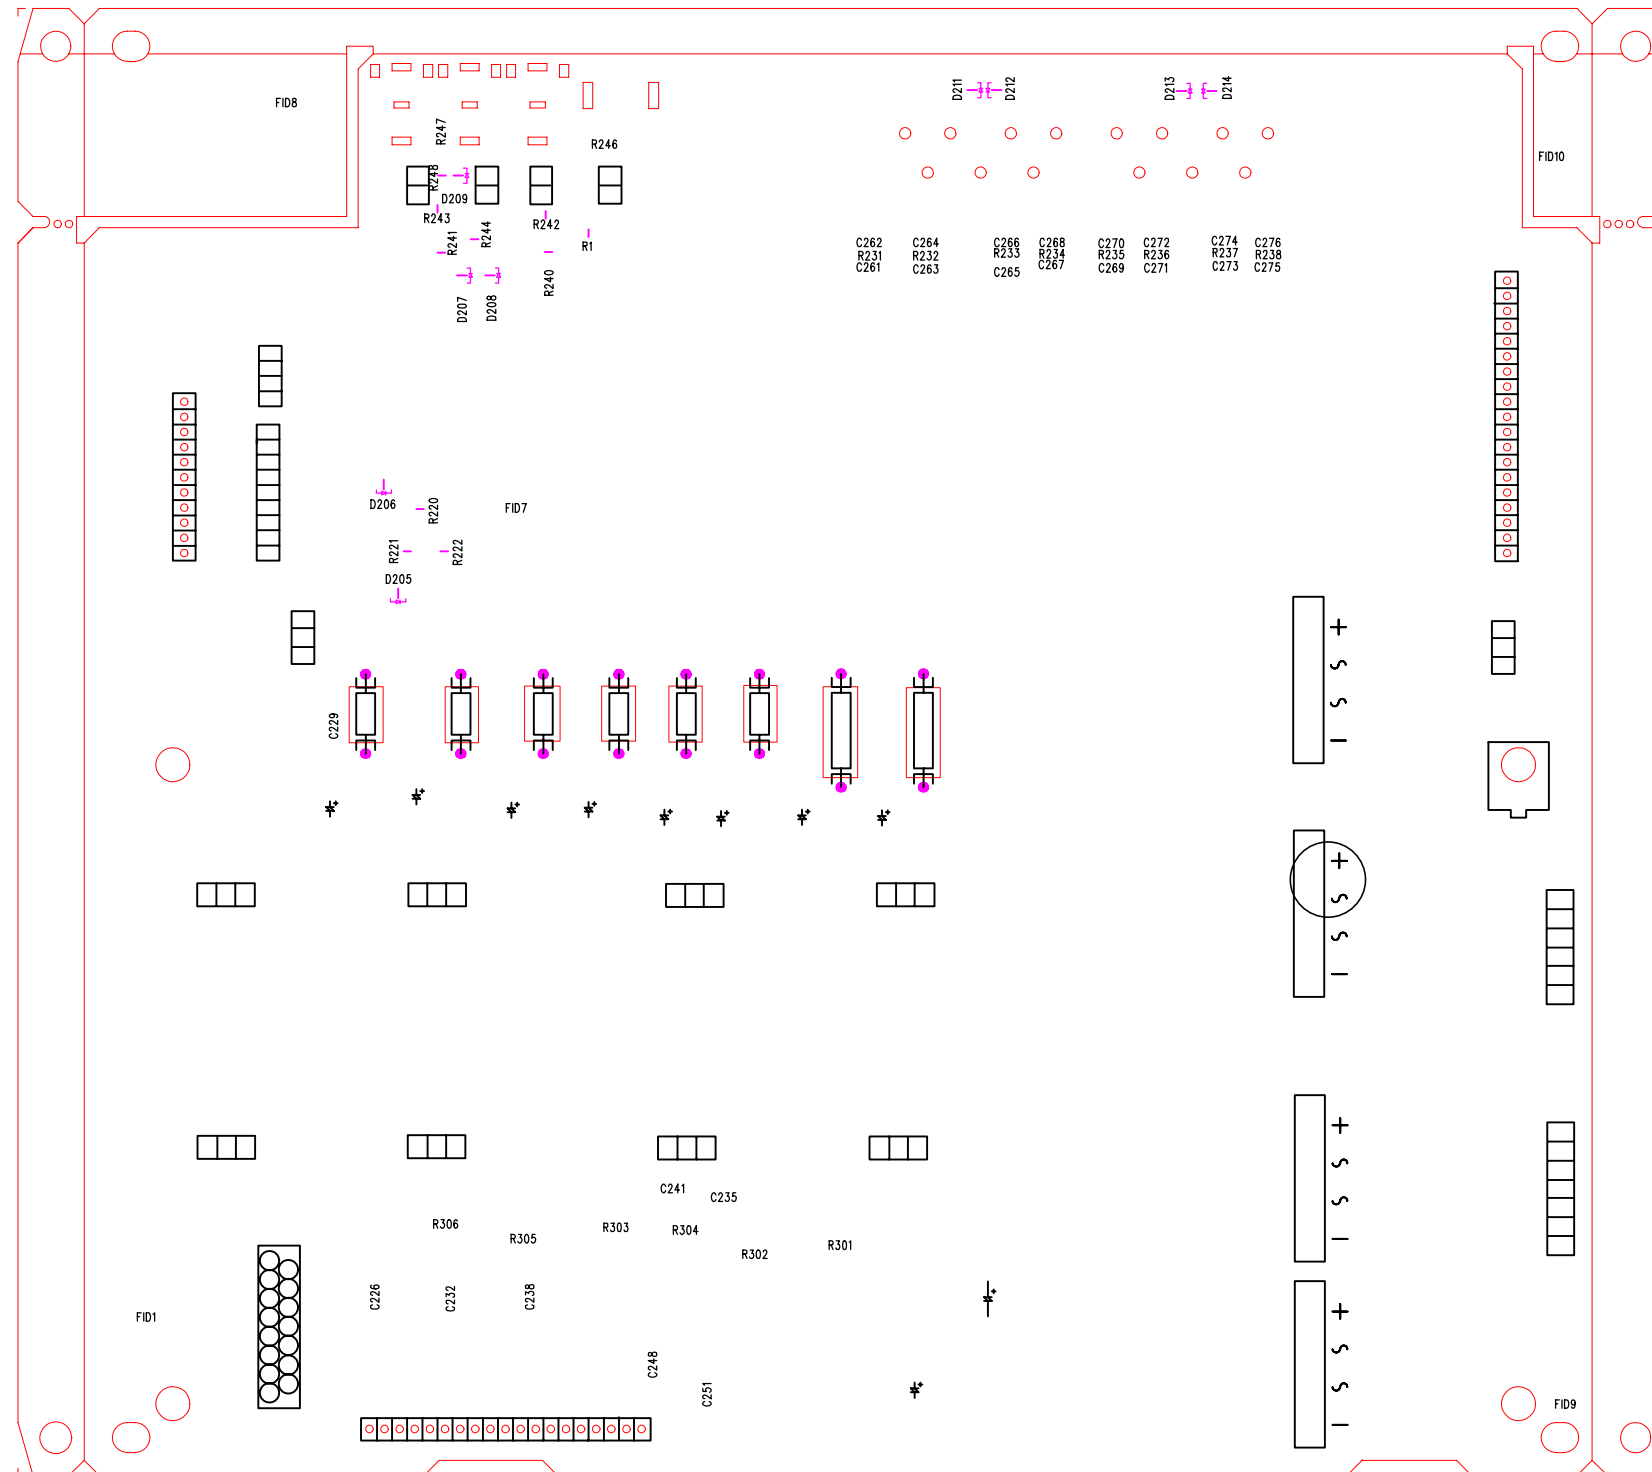 D211
D212
D213
D214
FID8
R247
R246
FID10
R248
D209
R243
R242
R241
R244
R1
C262
C264
C266
C268
C270
C272
C274
C276
R231
R232
R233
R234
R235
R236
R237
R238
C261
C263
C265
C267
C269
C271
C273
C275
R240
D207
D208
D206
R220
FID7
R221
R222
D205
+
S
S
-
C229
+
S
S
-
+
S
S
-
C241
C235
R306
R305
R303
R304
R302
R301
C226
C232
C238
FID1
+
S
S
-
C248
C251
FID9